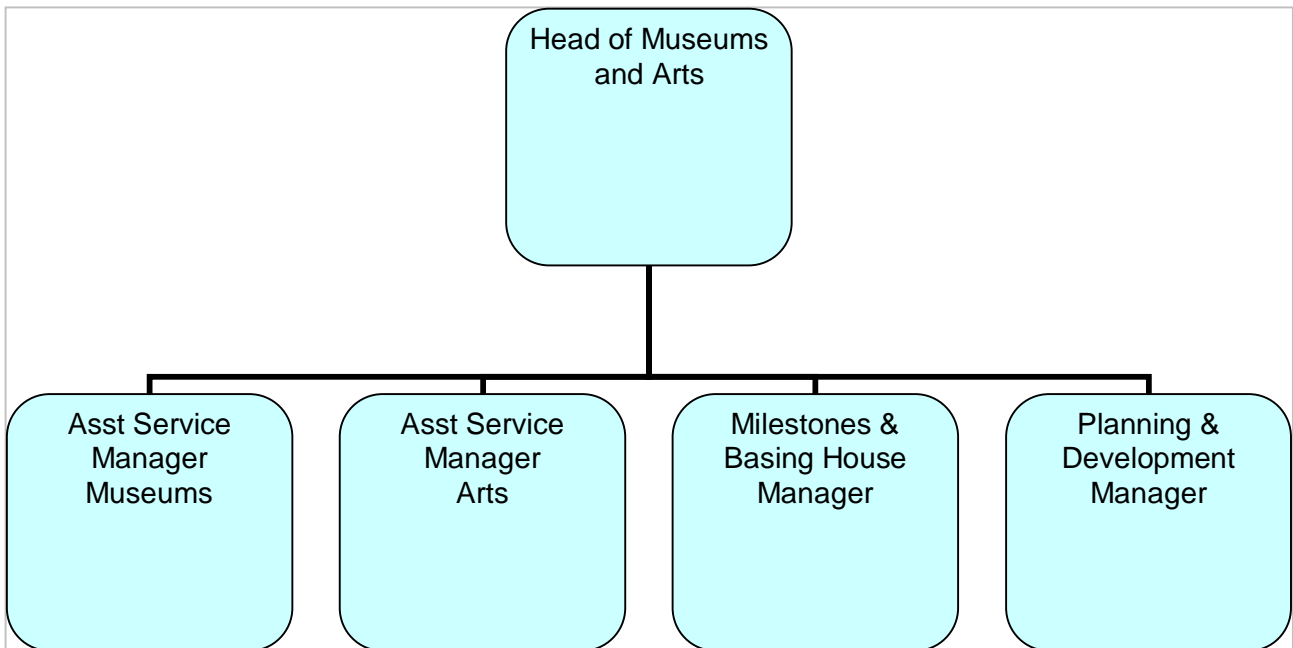 Head of Museums
and Arts
Asst Service
Manager
Museums
Asst Service
Manager
Arts
Milestones &
Basing House
Manager
Planning &
Development
Manager